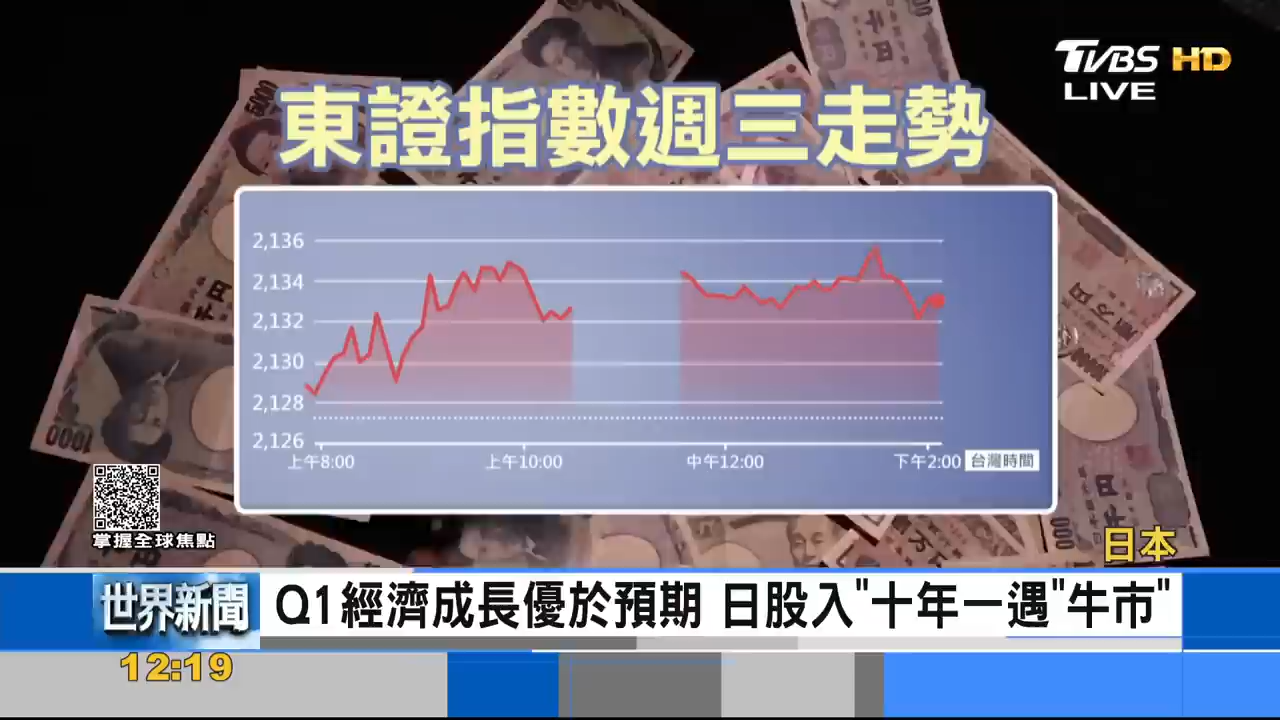 TVBS HD
LIVE
東證指數週三走勢
2,136
2,134
2,132
2,130
2,128
2,126
上午8:00 上午10:00 中午12:00 下午2:00 台灣時間
5000
1000
10000
掌握全球焦點
日本
世界新聞 Q1經濟成長優於預期 日股入"十年一遇"牛市"
12:19